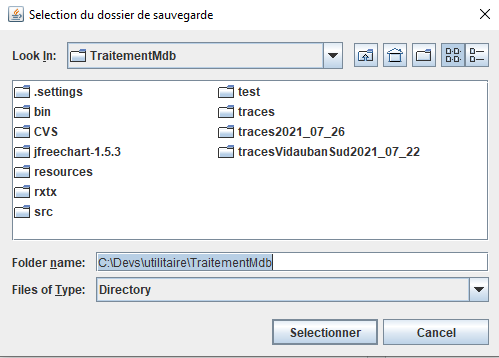 Selection du dossier de sauvegarde
Look In: TraitementMdb
.settings
bin
CVS
jfreechart-1.5.3
resources
rxtx
src
test
traces
traces2021_07_26
tracesVidaubanSud2021_07_22
Folder name: C:\Devs\utilitaire\TraitementMdb
Files of Type: Directory
Selectionner Cancel